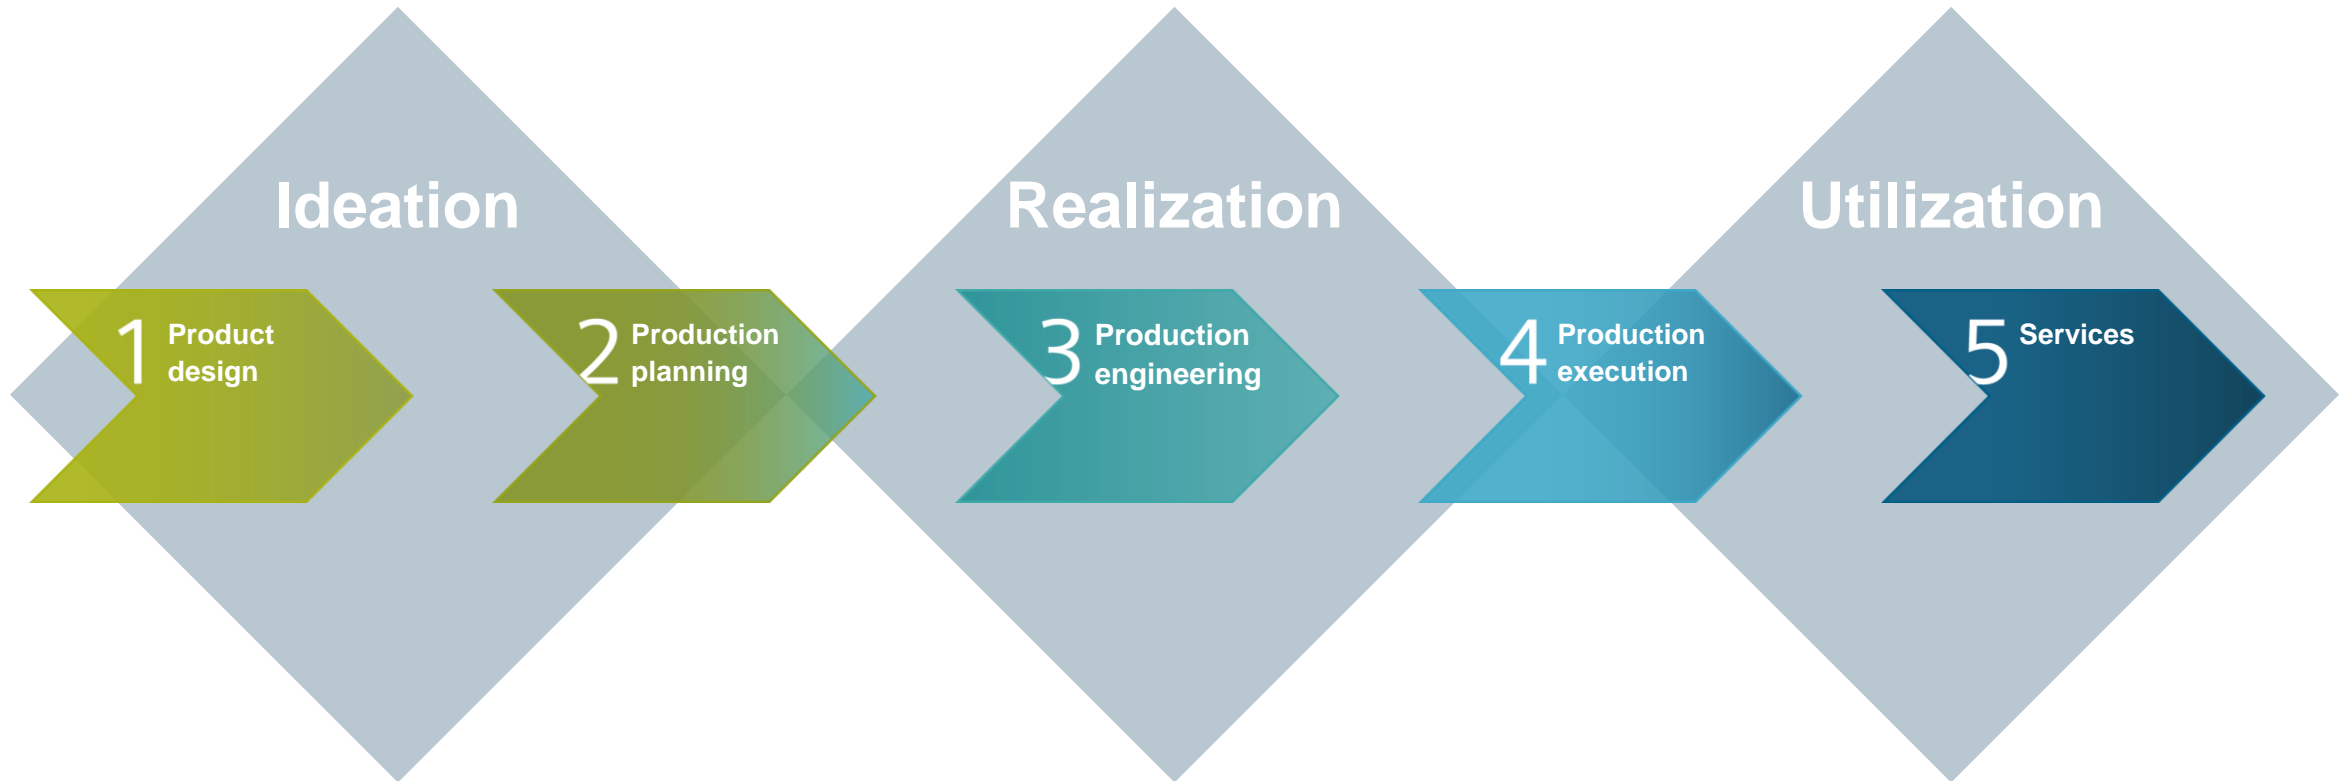 Ideation
Realization
Utilization
1 Product
design
2 Production
planning
3 Production
engineering
4 Production
execution
5 Services